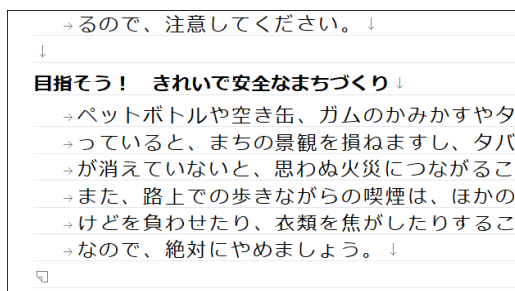 るので、注意してください。
目指そう！　きれいで安全なまちづくり
ペットボトルや空き缶、ガムのかみかすやタ
っていると、まちの景観を損ねますし、タバ
が消えていないと、思わぬ火災につながるこ
また、路上での歩きながらの喫煙は、ほかの
けどを負わせたり、衣類を焦がしたりするこ
なので、絶対にやめましょう。